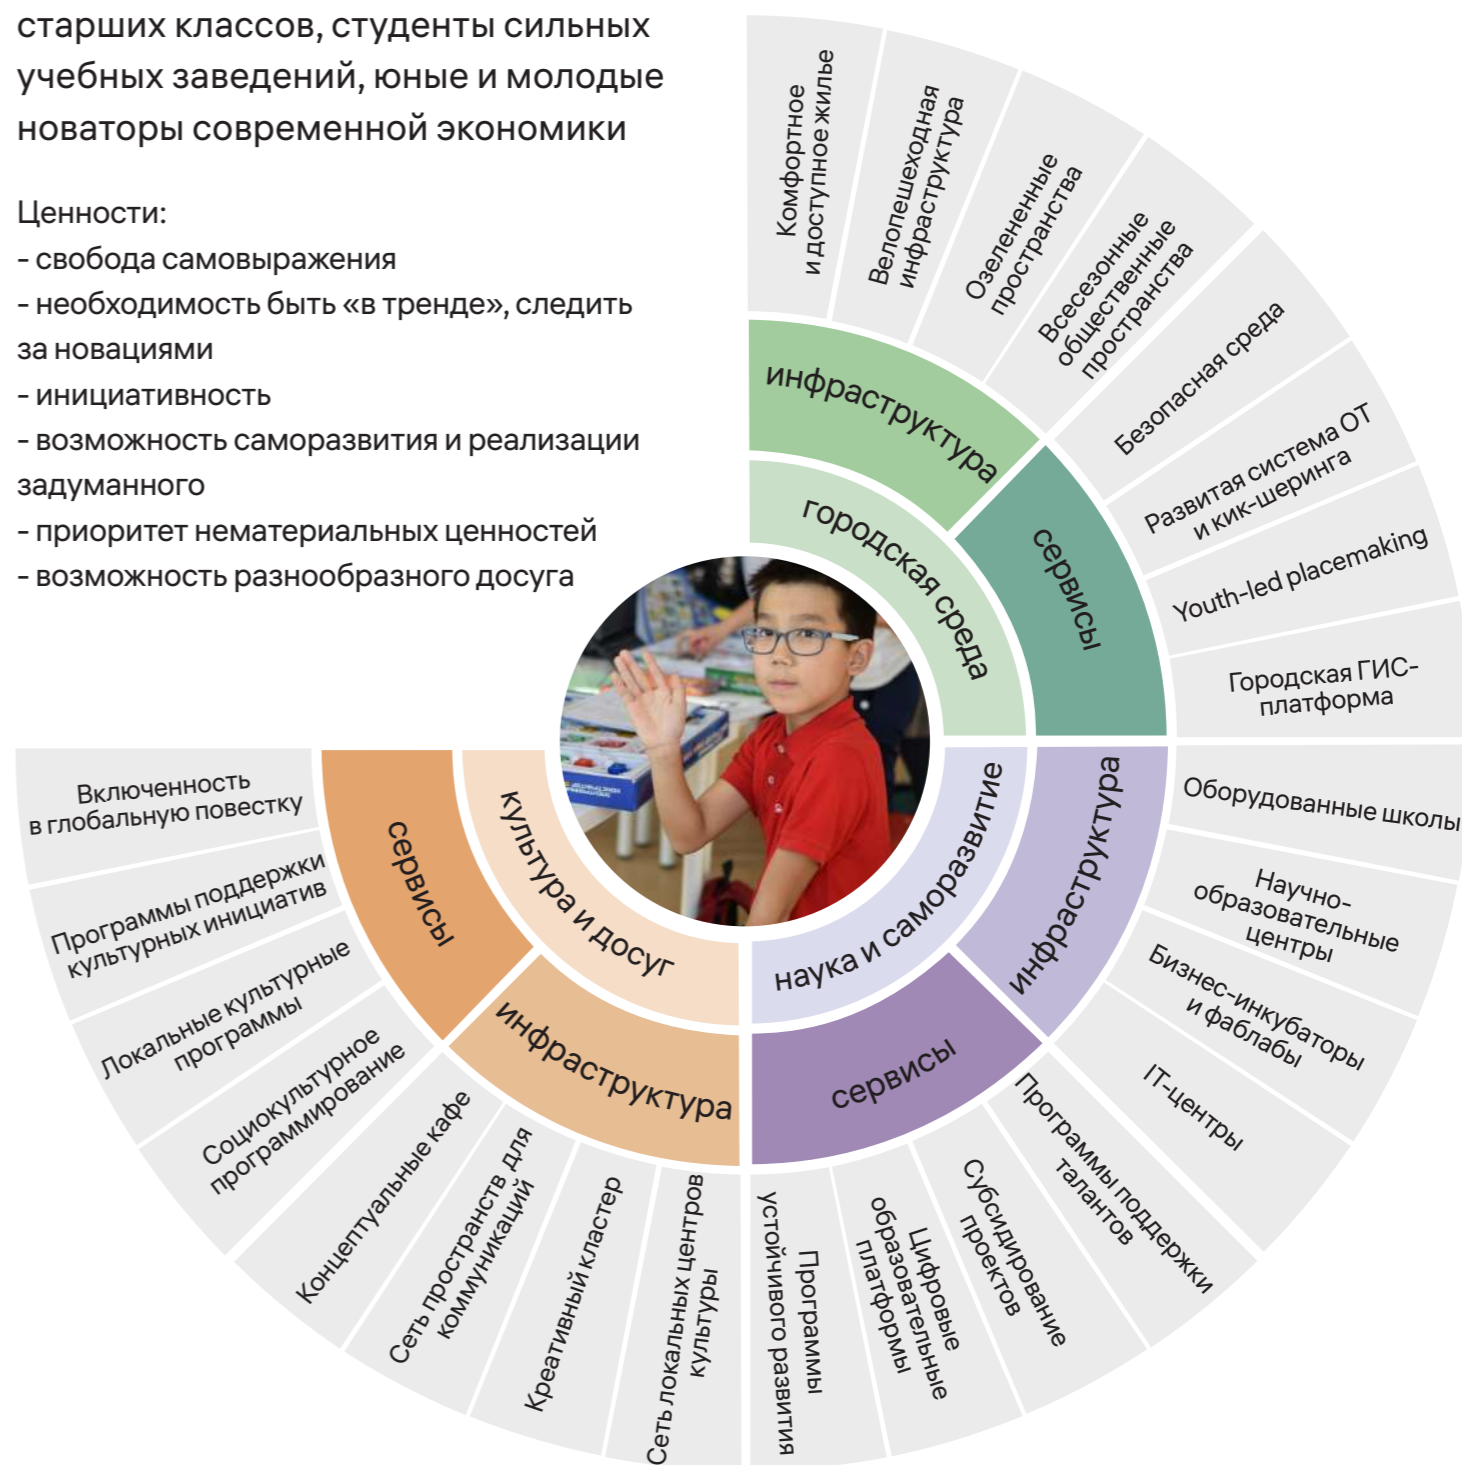 старших классов, студенты сильных
учебных заведений, юные и молодые
новаторы современной экономики
Ценности:
- свобода самовыражения
- необходимость быть «в тренде», следить
за новациями
- инициативность
- возможность саморазвития и реализации
задуманного
- приоритет нематериальных ценностей
- возможность разнообразного досуга
городская среда
инфраструктура
Комфортное
и доступное жилье
Велопешеходная
инфраструктура
Озелененные
пространства
Всесезонные
общественные
пространства
сервисы
Безопасная среда
Развитая система ОТ
и кик-шеринга
Youth-led placemaking
Городская ГИС-
платформа
наука и саморазвитие
инфраструктура
Оборудованные школы
Научно-
образовательные
центры
Бизнес-инкубаторы
и фаблабы
IT-центры
сервисы
Программы поддержки
талантов
Субсидирование
проектов
Цифровые
образовательные
платформы
Программы
устойчивого развития
культура и досуг
инфраструктура
Сеть локальных центров
культуры
Креативный кластер
Сеть пространств для
коммуникаций
Концептуальные кафе
сервисы
Социокультурное
программирование
Локальные культурные
программы
Программы поддержки
культурных инициатив
Включенность
в глобальную повестку